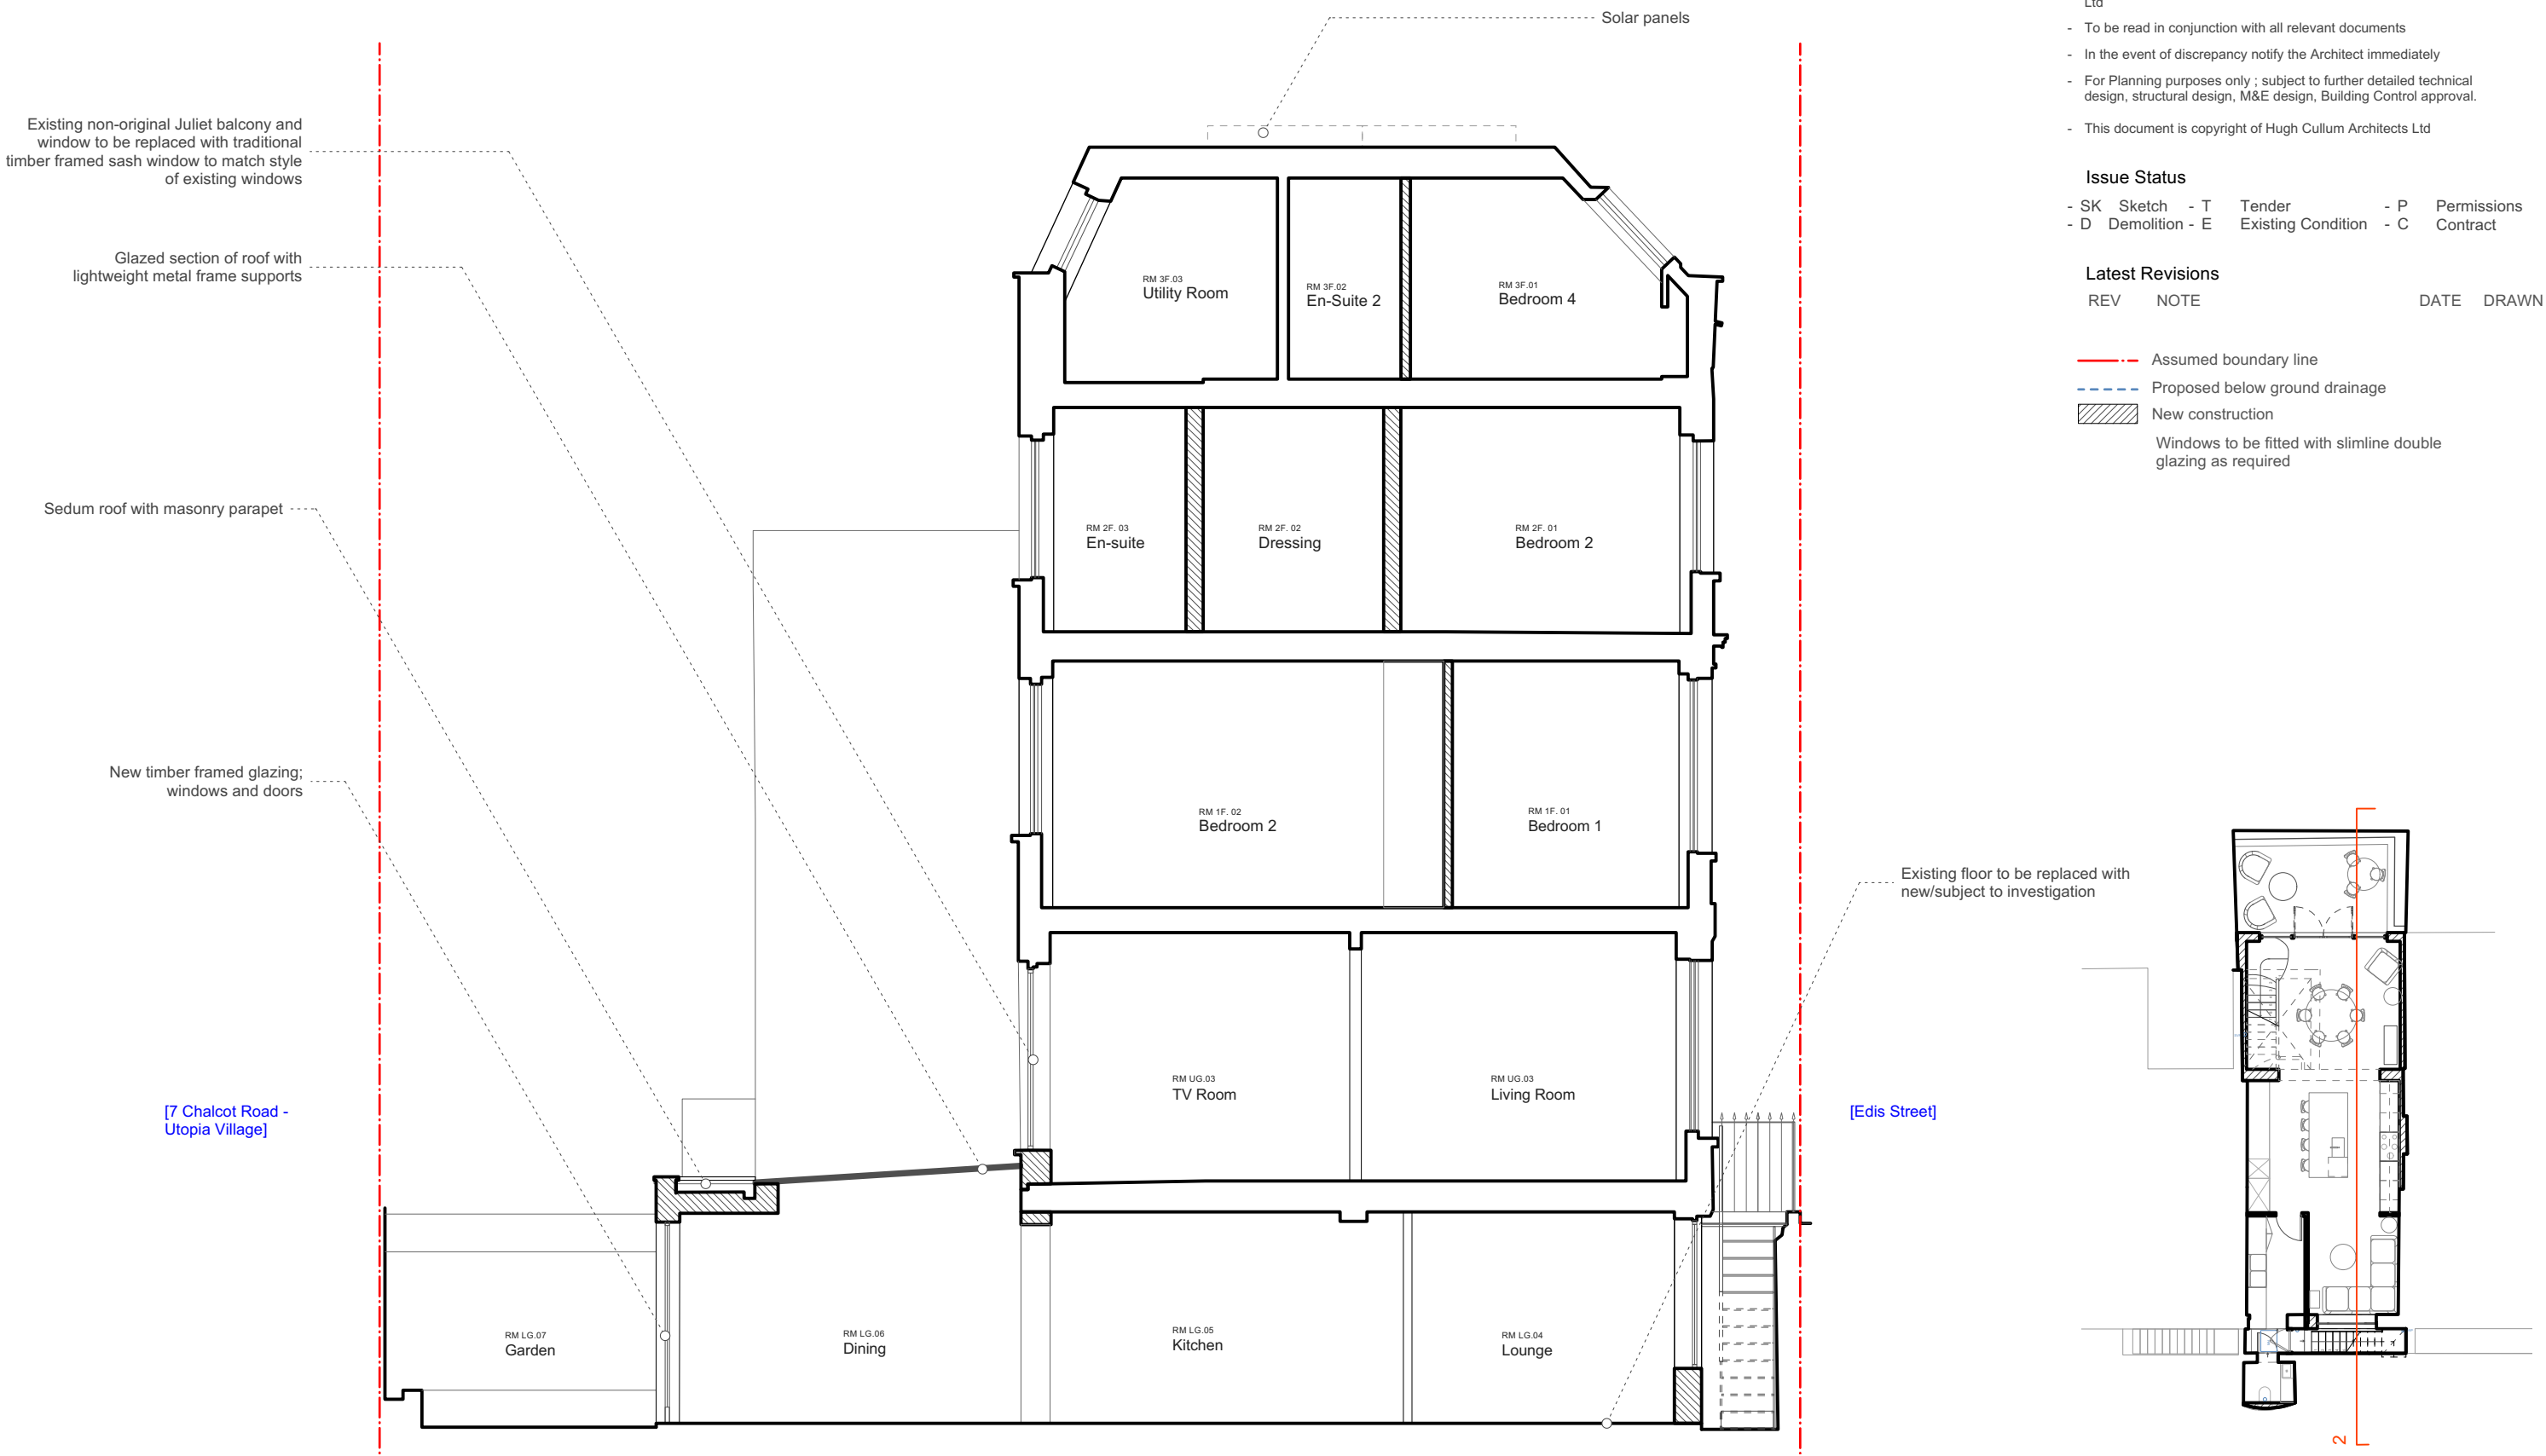 Solar panels
Existing non-original Juliet balcony and
window to be replaced with traditional
timber framed sash window to match style
of existing windows
Glazed section of roof with
lightweight metal frame supports
Sedum roof with masonry parapet
New timber framed glazing;
windows and doors
[7 Chalcot Road -
Utopia Village]
RM 3F.03
Utility Room
RM 3F.02
En-Suite 2
RM 3F.01
Bedroom 4
RM 2F. 03
En-suite
RM 2F. 02
Dressing
RM 2F. 01
Bedroom 2
RM 1F. 02
Bedroom 2
RM 1F. 01
Bedroom 1
RM UG.03
TV Room
RM UG.03
Living Room
RM LG.07
Garden
RM LG.06
Dining
RM LG.05
Kitchen
RM LG.04
Lounge
Existing floor to be replaced with
new/subject to investigation
[Edis Street]
Ltd
- To be read in conjunction with all relevant documents
- In the event of discrepancy notify the Architect immediately
- For Planning purposes only ; subject to further detailed technical
design, structural design, M&E design, Building Control approval.
- This document is copyright of Hugh Cullum Architects Ltd
Issue Status
- SK Sketch - T Tender - P Permissions
- D Demolition - E Existing Condition - C Contract
Latest Revisions
REV NOTE DATE DRAWN
Assumed boundary line
Proposed below ground drainage
New construction
Windows to be fitted with slimline double
glazing as required
2